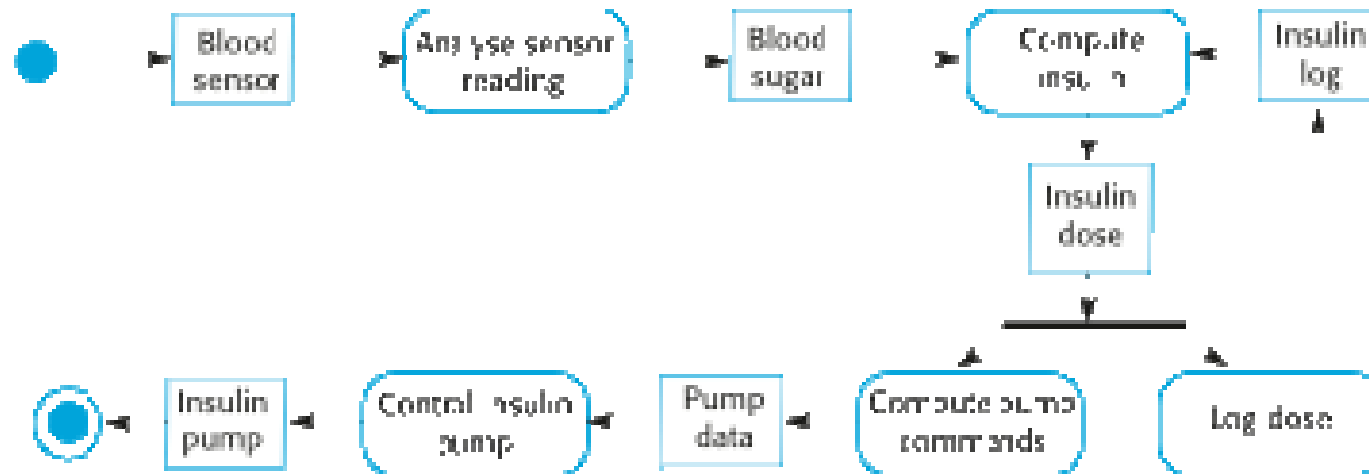 Blood
sensor
Analyse sensor
reading
Blood
sugar
Compute
insulin
Insulin
log
Insulin
dose
Insulin
pump
Control insulin
pump
Pump
data
Compute pump
commands
Log dose